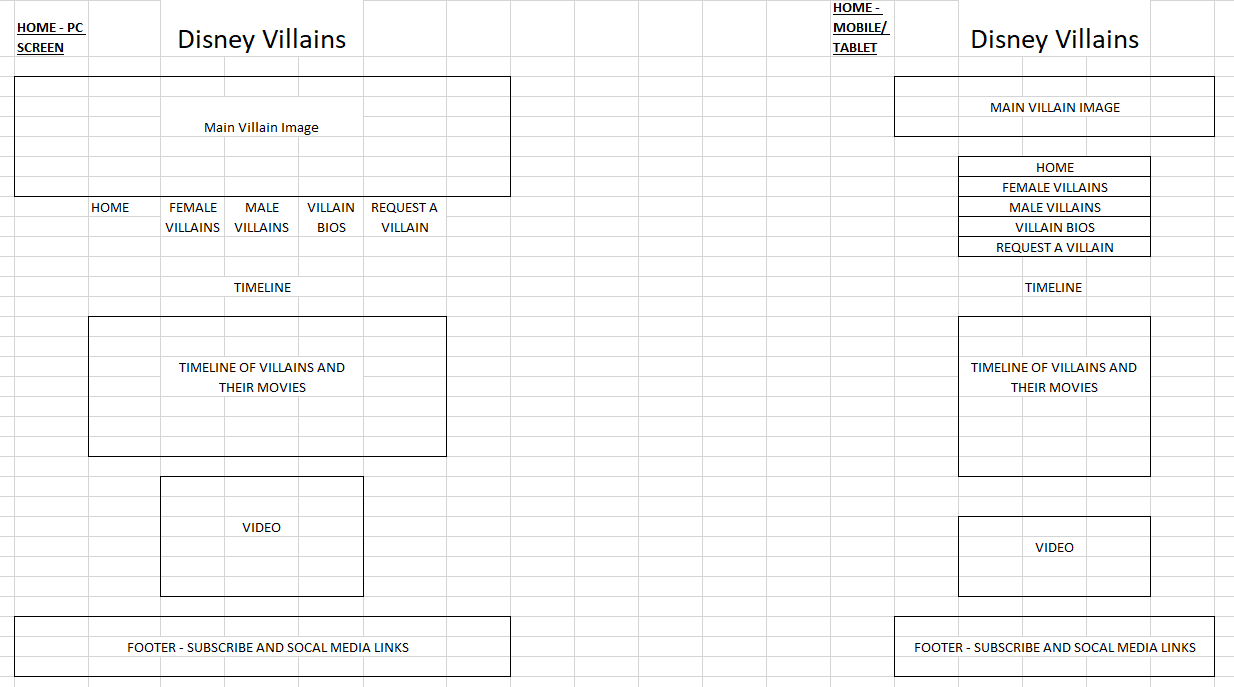 HOME - PC
SCREEN
Disney Villains
Main Villain Image
HOME
FEMALE
VILLAINS
MALE
VILLAINS
VILLAIN
BIOS
REQUEST A
VILLAIN
TIMELINE
TIMELINE OF VILLAINS AND
THEIR MOVIES
VIDEO
FOOTER - SUBSCRIBE AND SOCAL MEDIA LINKS
HOME -
MOBILE/
TABLET
Disney Villains
MAIN VILLAIN IMAGE
HOME
FEMALE VILLAINS
MALE VILLAINS
VILLAIN BIOS
REQUEST A VILLAIN
TIMELINE
TIMELINE OF VILLAINS AND
THEIR MOVIES
VIDEO
FOOTER - SUBSCRIBE AND SOCAL MEDIA LINKS